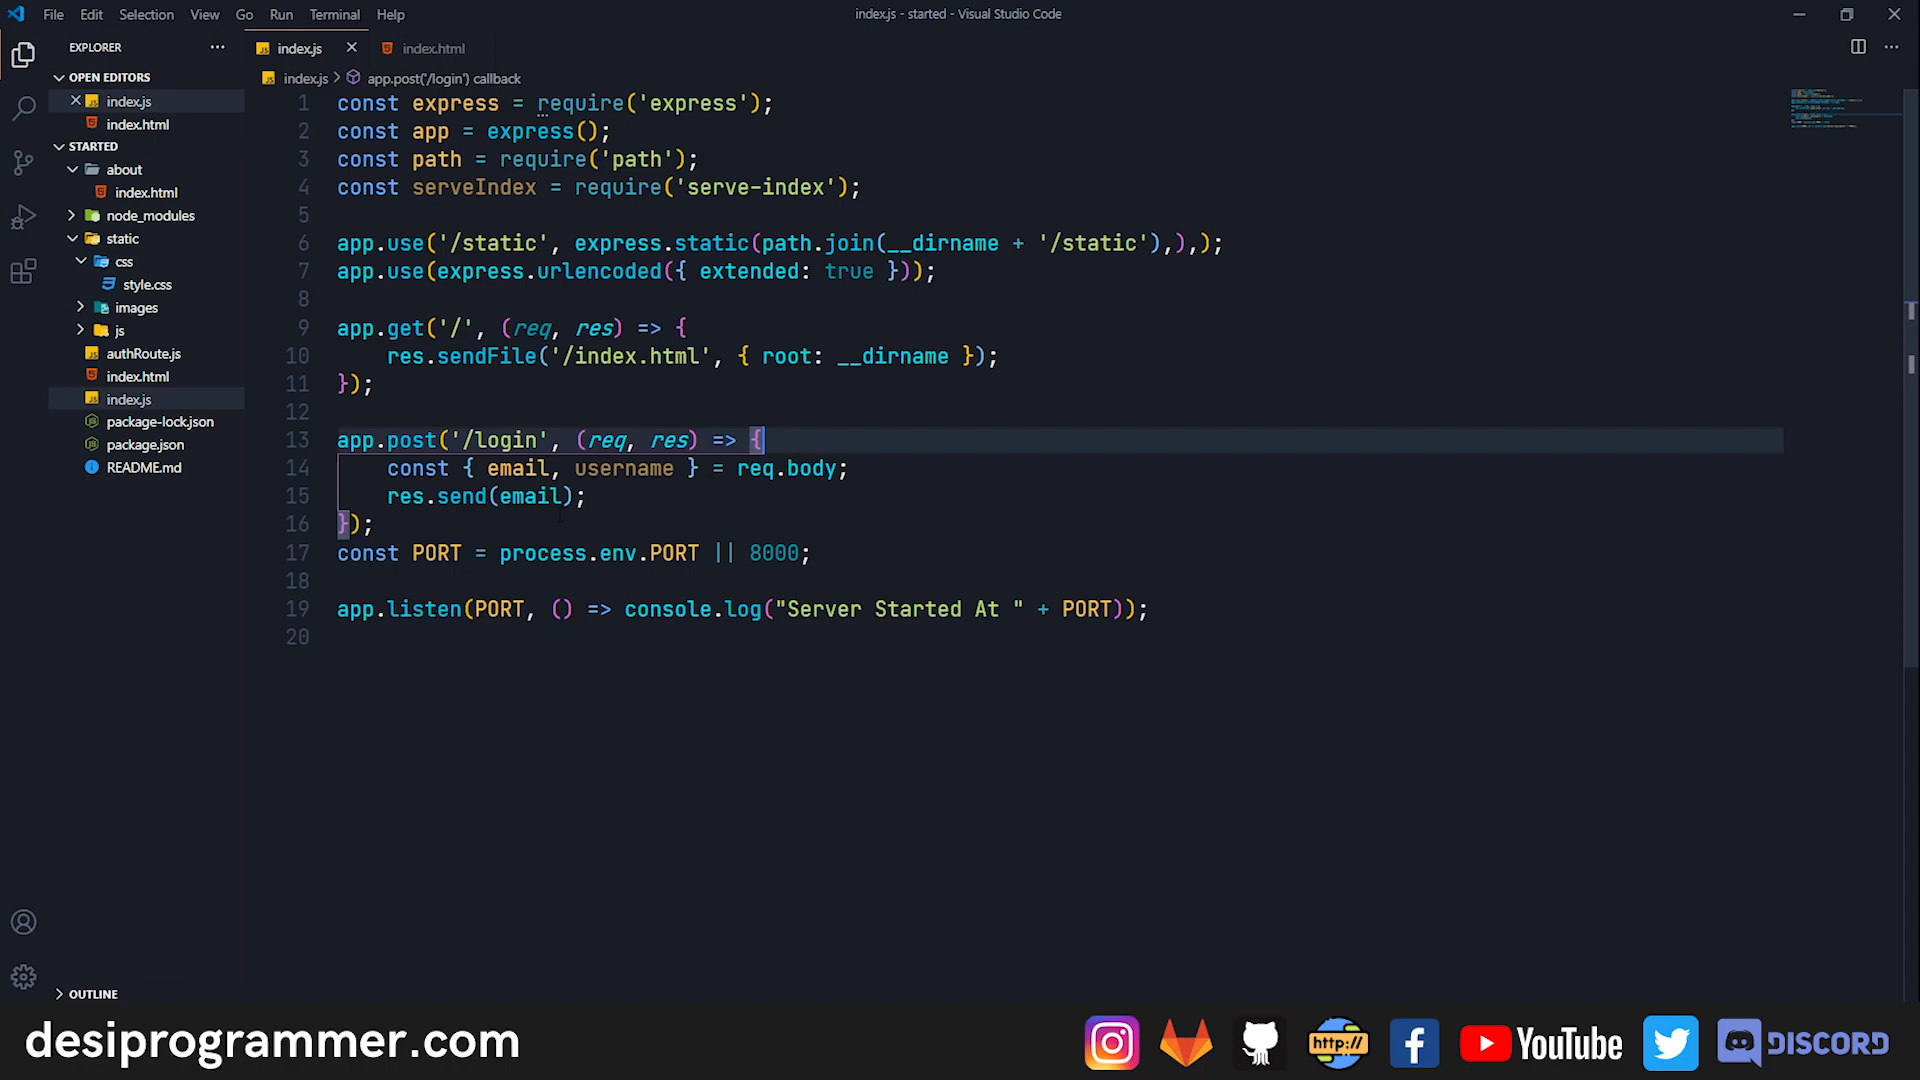 File Edit Selection View Go Run Terminal Help
index.js - started - Visual Studio Code
EXPLORER
OPEN EDITORS
index.js
index.html
STARTED
about
index.html
node_modules
static
css
style.css
images
js
authRoute.js
index.html
index.js
package-lock.json
package.json
README.md
OUTLINE
index.js
index.html
index.js > app.post('/login') callback
1 const express = require('express');
2 const app = express();
3 const path = require('path');
4 const serveIndex = require('serve-index');
5
6 app.use('/static', express.static(path.join(__dirname + '/static'),),);
7 app.use(express.urlencoded({ extended: true }));
8
9 app.get('/', (req, res) => {
10 res.sendFile('/index.html', { root: __dirname });
11 });
12
13 app.post('/login', (req, res) => {
14 const { email, username } = req.body;
15 res.send(email);
16 });
17 const PORT = process.env.PORT || 8000;
18
19 app.listen(PORT, () => console.log("Server Started At " + PORT));
20
desiprogrammer.com
http://
YouTube
DISCORD